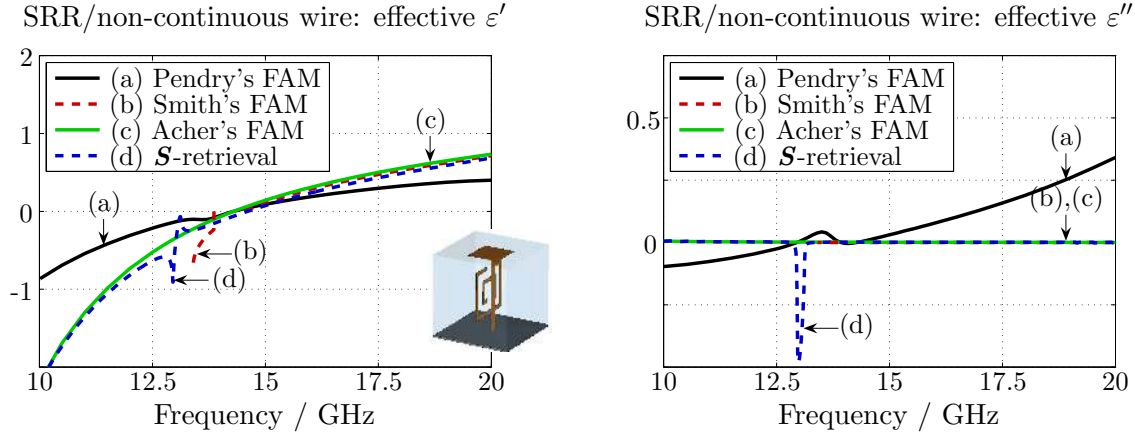 SRR/non-continuous wire: effective ε′
2
1
0
-1
(a) Pendry's FAM
(b) Smith's FAM
(c) Acher's FAM
(d) S-retrieval
(c)
(a)
(b)
(d)
10 12.5 15 17.5 20
Frequency / GHz
SRR/non-continuous wire: effective ε″
0.5
0
(a) Pendry's FAM
(b) Smith's FAM
(c) Acher's FAM
(d) S-retrieval
(a)
(b),(c)
(d)
10 12.5 15 17.5 20
Frequency / GHz